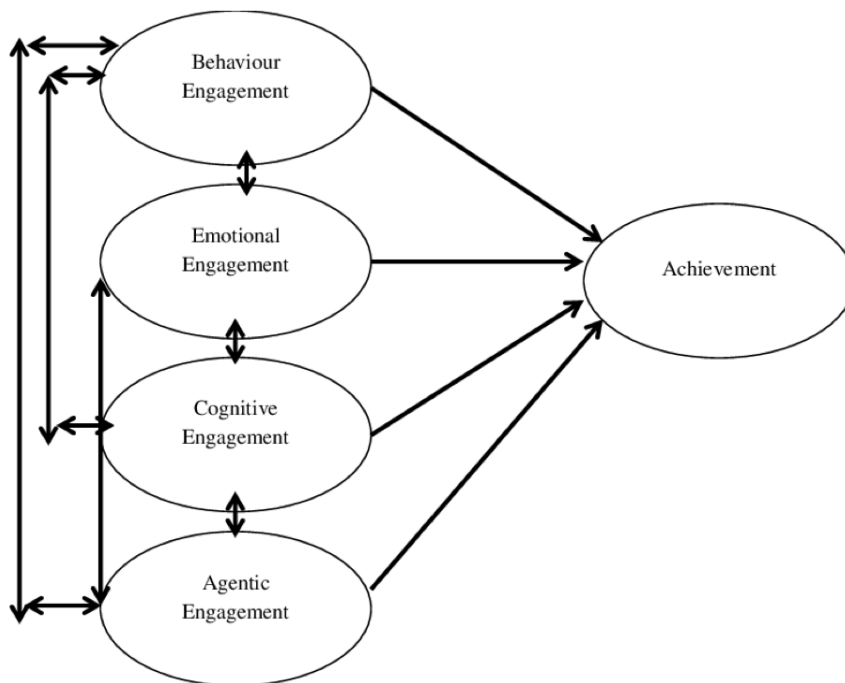 Behaviour
Engagement
Emotional
Engagement
Achievement
Cognitive
Engagement
Agentic
Engagement